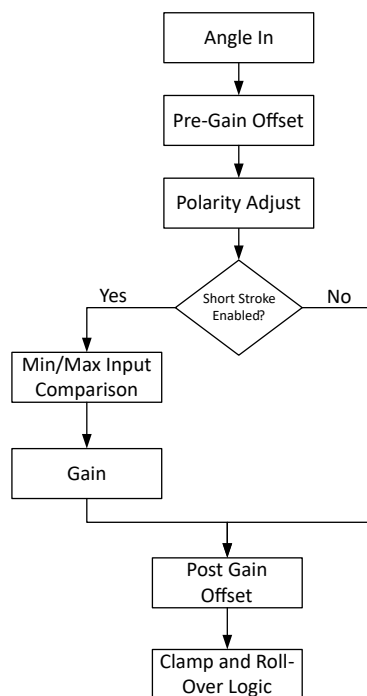 Angle In
Pre-Gain Offset
Polarity Adjust
Short Stroke
Enabled?
Yes
No
Min/Max Input
Comparison
Gain
Post Gain
Offset
Clamp and Roll-
Over Logic